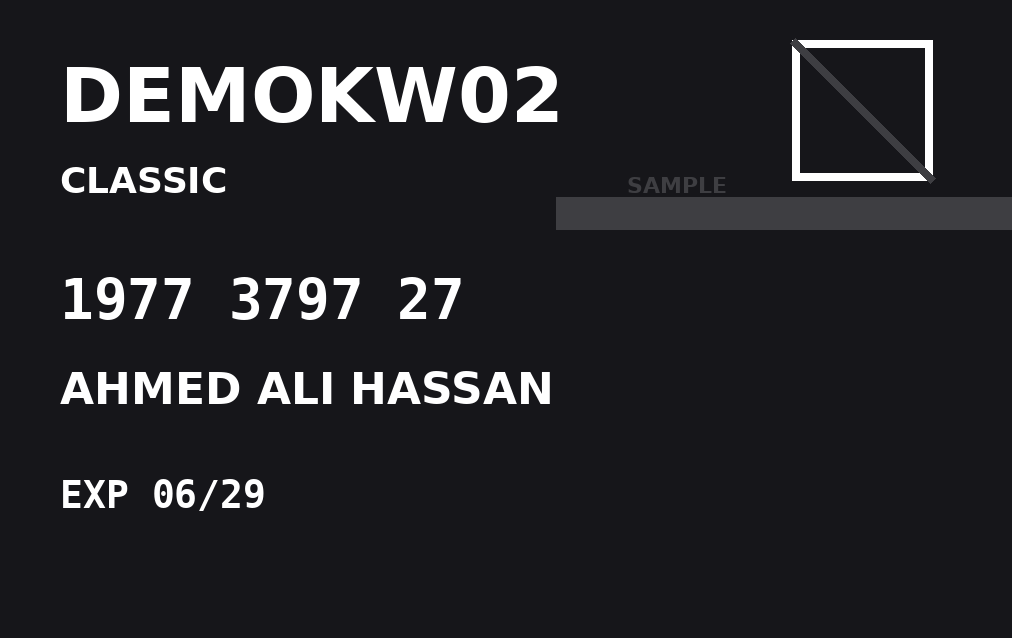 DEMOKW02
CLASSIC
SAMPLE
1977 3797 27
AHMED ALI HASSAN
EXP 06/29